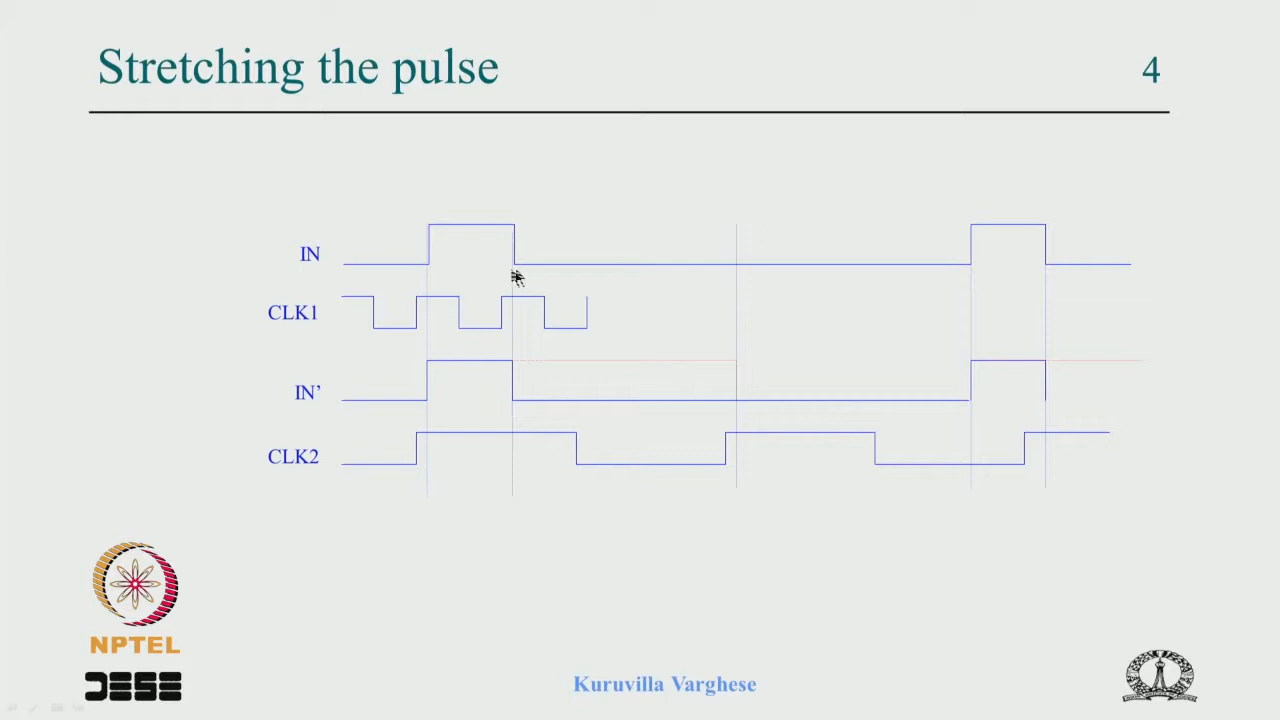 Stretching the pulse
4
IN
CLK1
IN’
CLK2
NPTEL
DESE
Kuruvilla Varghese